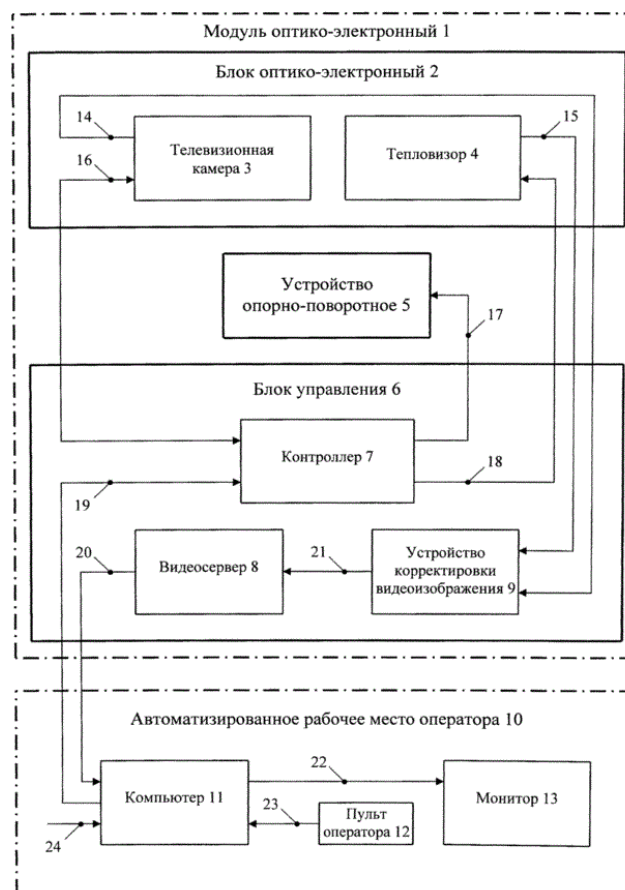 Модуль оптико-электронный 1
Блок оптико-электронный 2
14
15
Телевизионная
камера 3
Тепловизор 4
16
Устройство
опорно-поворотное 5
17
Блок управления 6
Контроллер 7
18
19
20
Видеосервер 8
21
Устройство
корректировки
видеоизображения 9
Автоматизированное рабочее место оператора 10
22
Компьютер 11
23
Пульт
оператора 12
Монитор 13
24